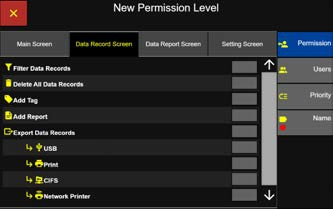 New Permission Level
Main Screen
Data Record Screen
Data Report Screen
Setting Screen
Permission
Filter Data Records
Delete All Data Records
Users
Add Tag
Priority
Add Report
Export Data Records
Name
USB
Print
CIFS
Network Printer